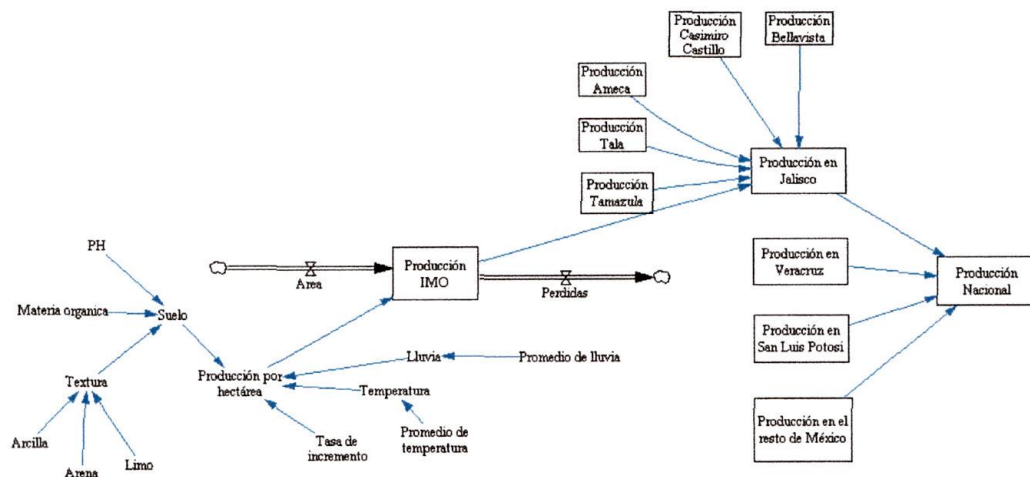 Producción
Casimiro
Castillo
Producción
Bellavista
Producción
Ameca
Producción
Tala
Producción
Tamazula
Producción en
Jalisco
PH
Materia organica
Suelo
Area
Producción
IMO
Perdidas
Producción en
Veracruz
Producción
Nacional
Producción en
San Luis Potosi
Producción en el
resto de México
Textura
Arcilla
Arena
Limo
Producción por
hectárea
Lluvia
Promedio de lluvia
Temperatura
Tasa de
incremento
Promedio de
temperatura